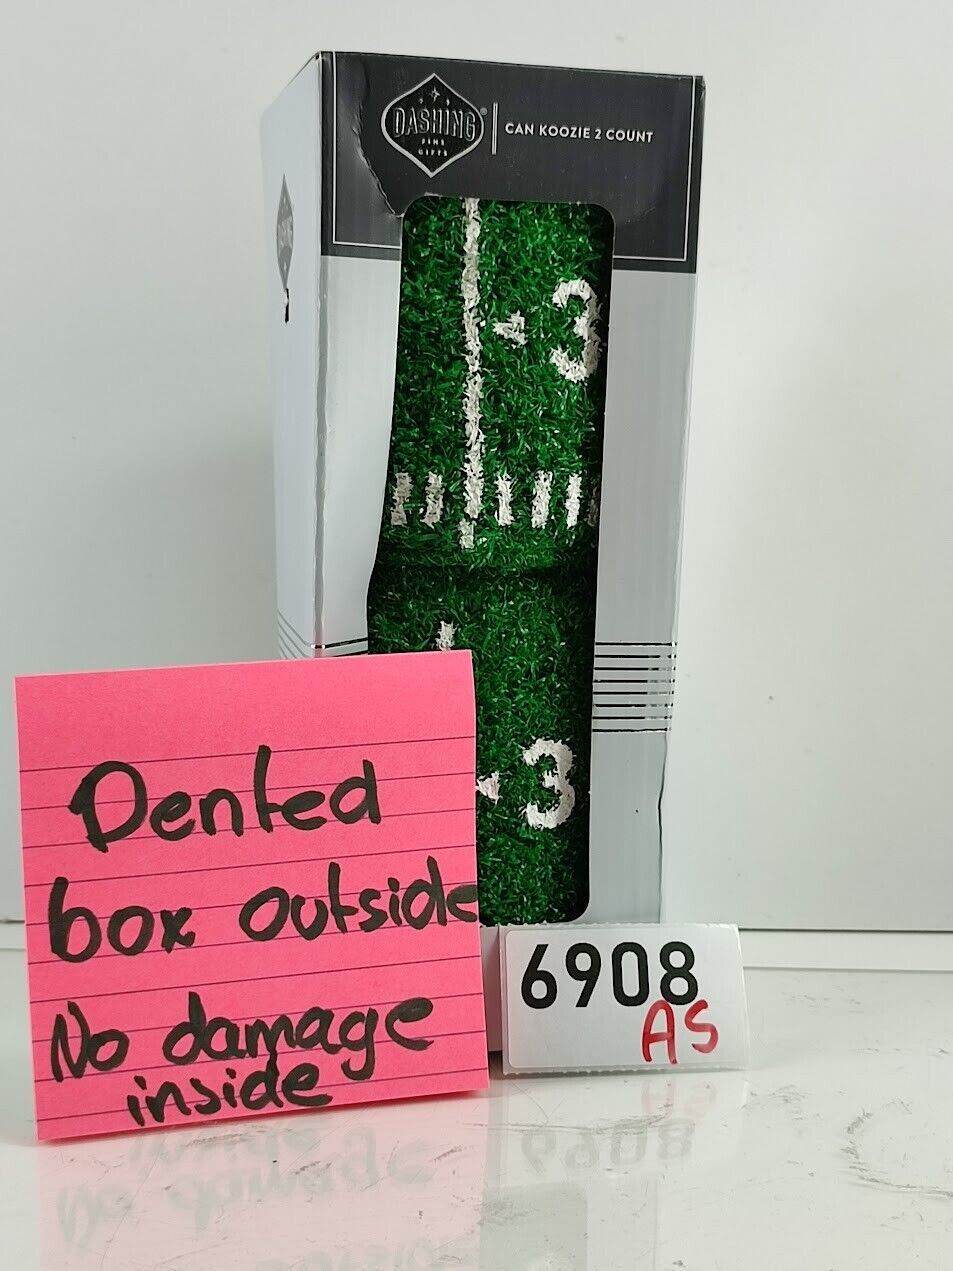 DASHING®
FINE
GIFTS
CAN KOOZIE 2 COUNT
3
3
Dented
box outside
No damage
inside
6908
AS